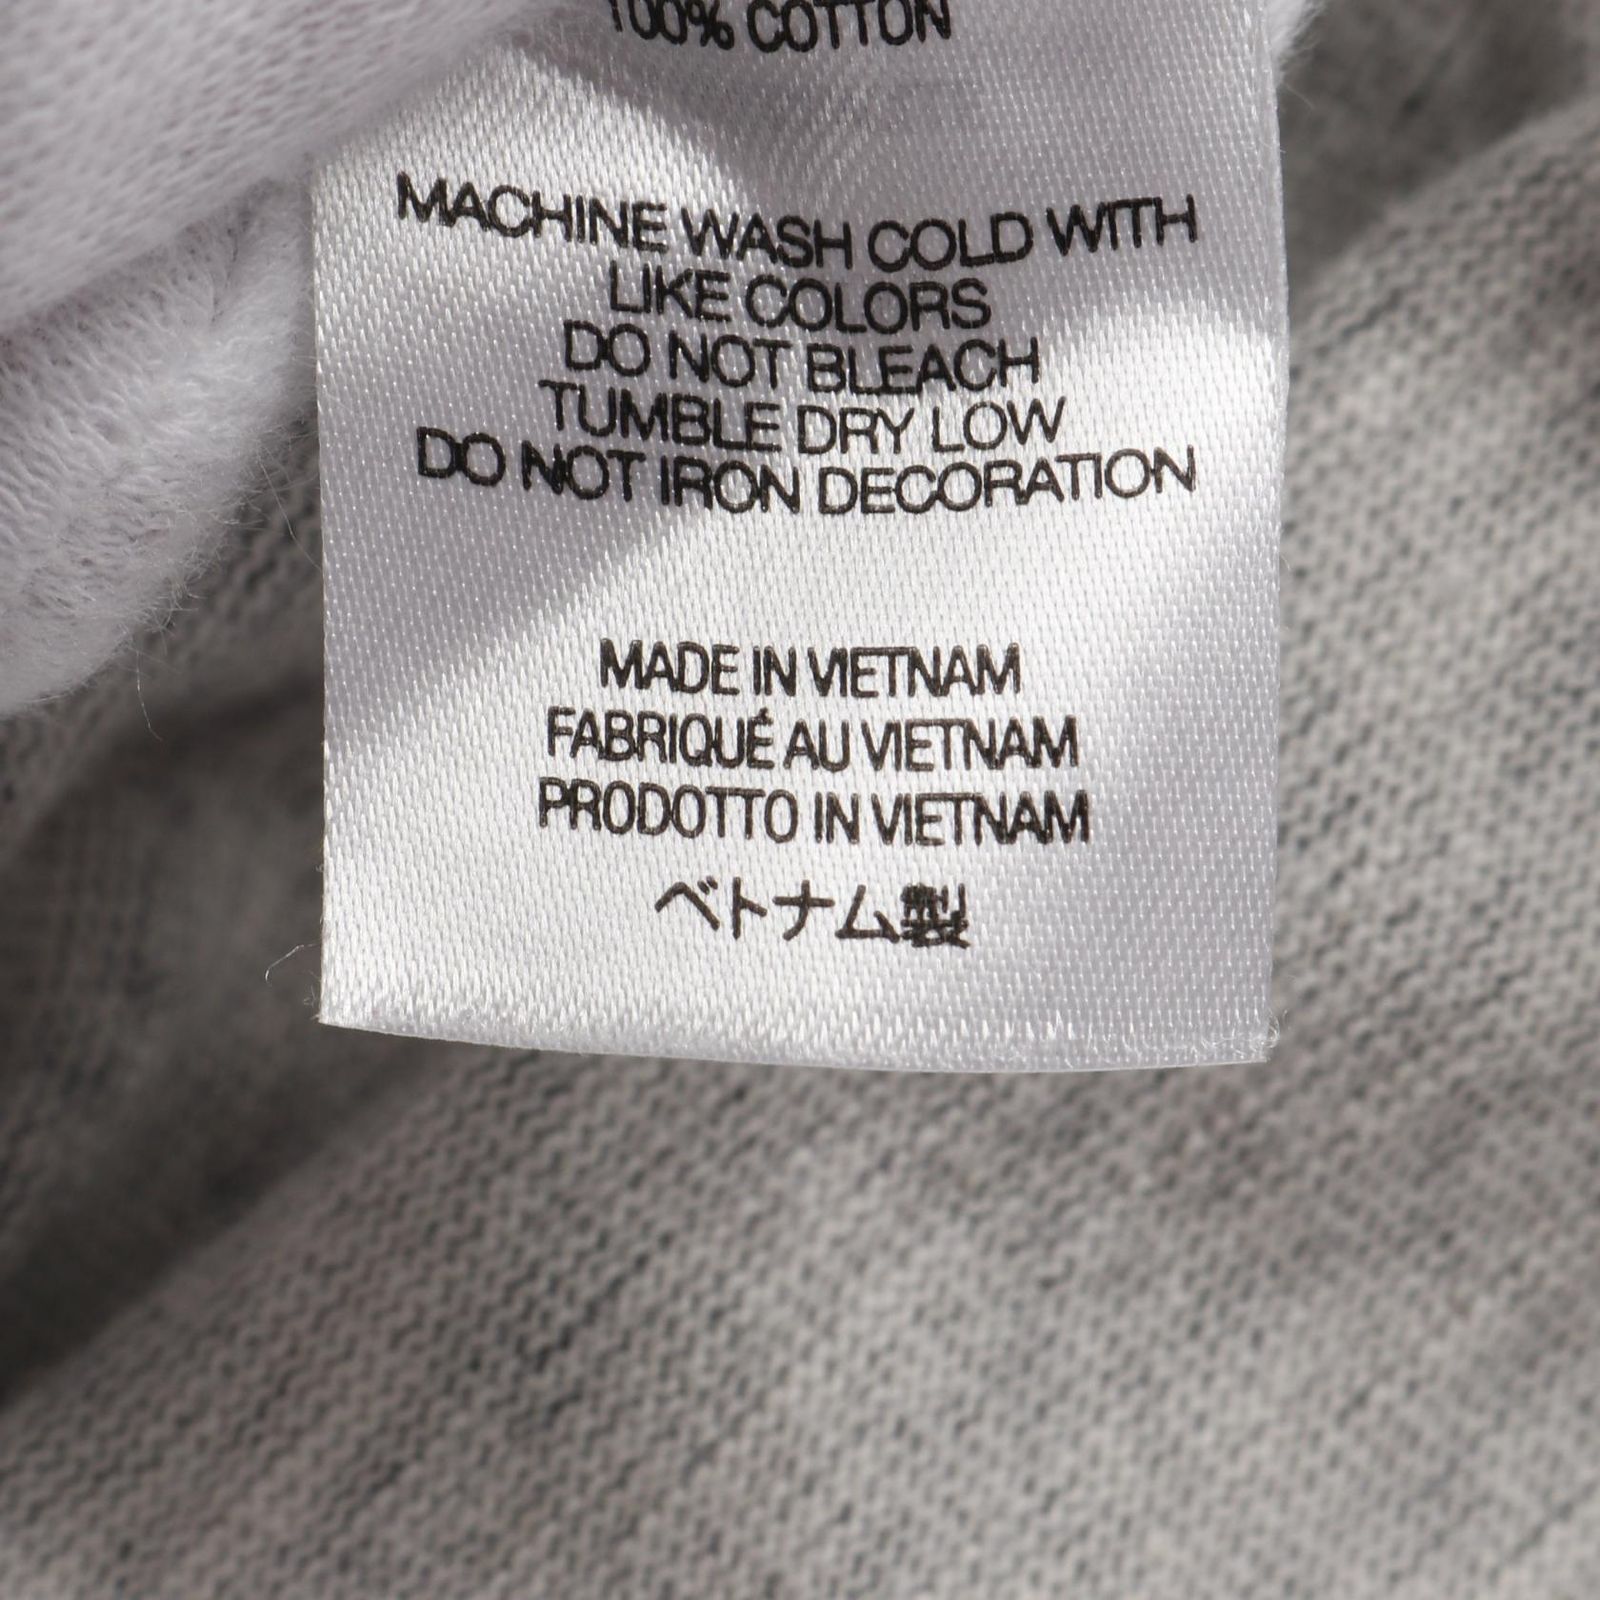 100% COTTON
MACHINE WASH COLD WITH
LIKE COLORS
DO NOT BLEACH
TUMBLE DRY LOW
DO NOT IRON DECORATION
MADE IN VIETNAM
FABRIQUÉ AU VIETNAM
PRODOTTO IN VIETNAM
ベトナム製